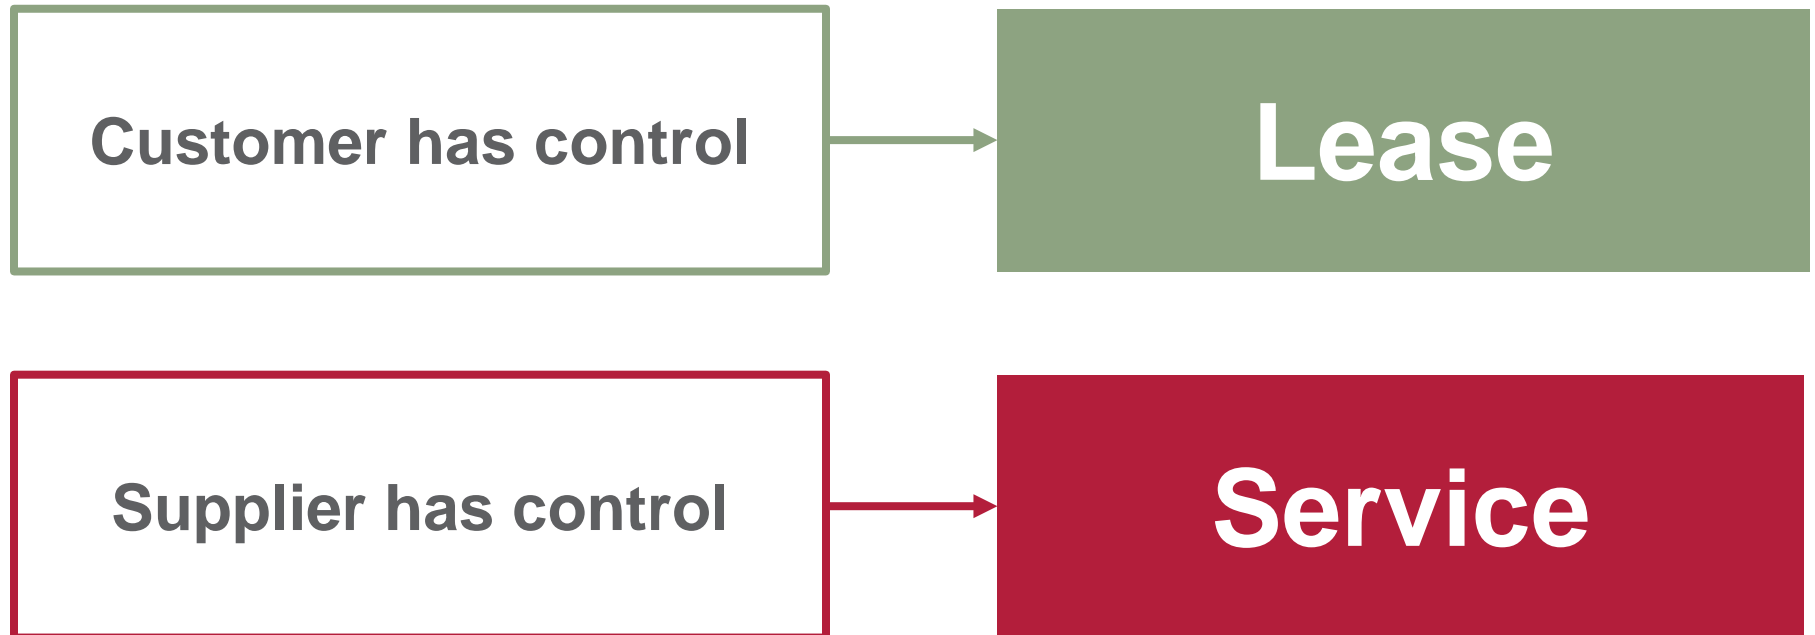 Customer has control
Lease
Supplier has control
Service